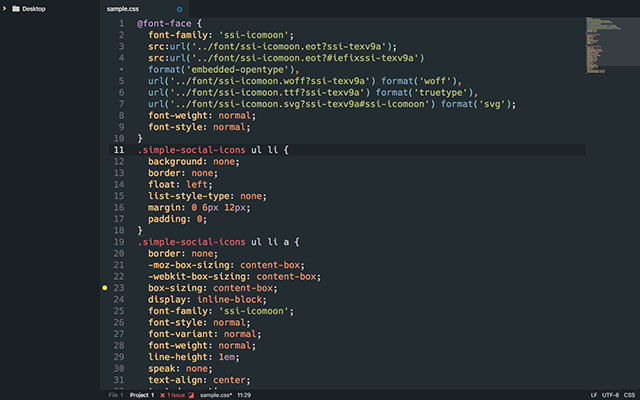 Desktop
sample.css
1 @font-face {
2 font-family: 'ssi-icomoon';
3 src:url('../font/ssi-icomoon.eot?ssi-texv9a');
4 src:url('../font/ssi-icomoon.eot?#iefixssi-texv9a')
• format('embedded-opentype'),
5 url('../font/ssi-icomoon.woff?ssi-texv9a') format('woff'),
6 url('../font/ssi-icomoon.ttf?ssi-texv9a') format('truetype'),
7 url('../font/ssi-icomoon.svg?ssi-texv9a#ssi-icomoon') format('svg');
8 font-weight: normal;
9 font-style: normal;
10 }
11 .simple-social-icons ul li {
12 background: none;
13 border: none;
14 float: left;
15 list-style-type: none;
16 margin: 0 6px 12px;
17 padding: 0;
18 }
19 .simple-social-icons ul li a {
20 border: none;
21 -moz-box-sizing: content-box;
22 -webkit-box-sizing: content-box;
23 box-sizing: content-box;
24 display: inline-block;
25 font-family: 'ssi-icomoon';
26 font-style: normal;
27 font-variant: normal;
28 font-weight: normal;
29 line-height: 1em;
30 speak: none;
31 text-align: center;
File 1 Project 1 1 Issue sample.css* 11:29 LF UTF-8 CSS